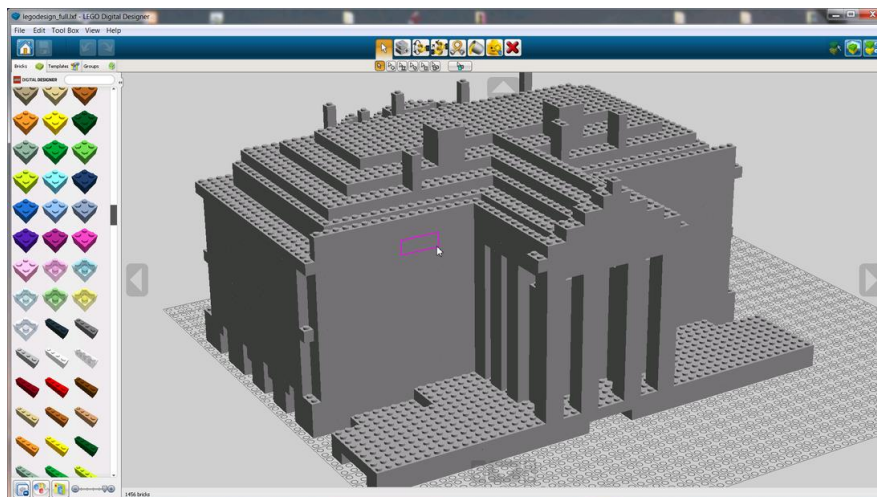 legodesign_full.lxf - LEGO Digital Designer
File Edit Tool Box View Help
Bricks Templates Groups
DIGITAL DESIGNER
1456 bricks